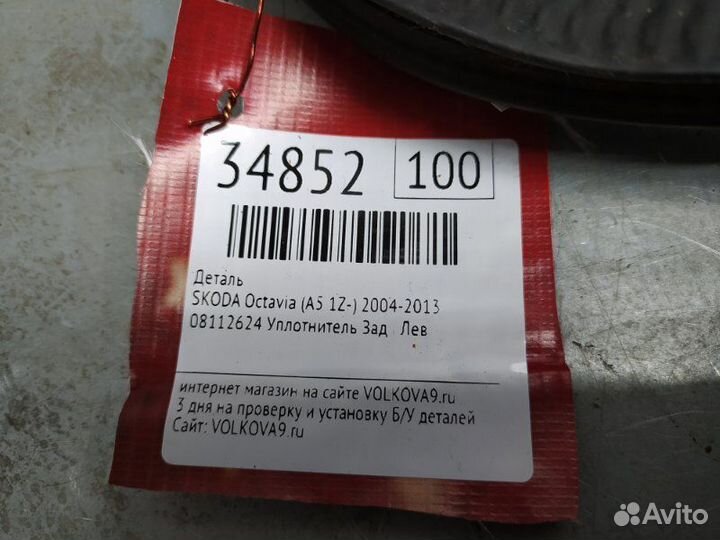 34852 100
Деталь
SKODA Octavia (A5 1Z-) 2004-2013
08112624 Уплотнитель Зад . Лев
интернет магазин на сайте VOLKOVA9.ru
3 дня на проверку и установку Б/У деталей
Сайт: VOLKOVA9.ru
Avito